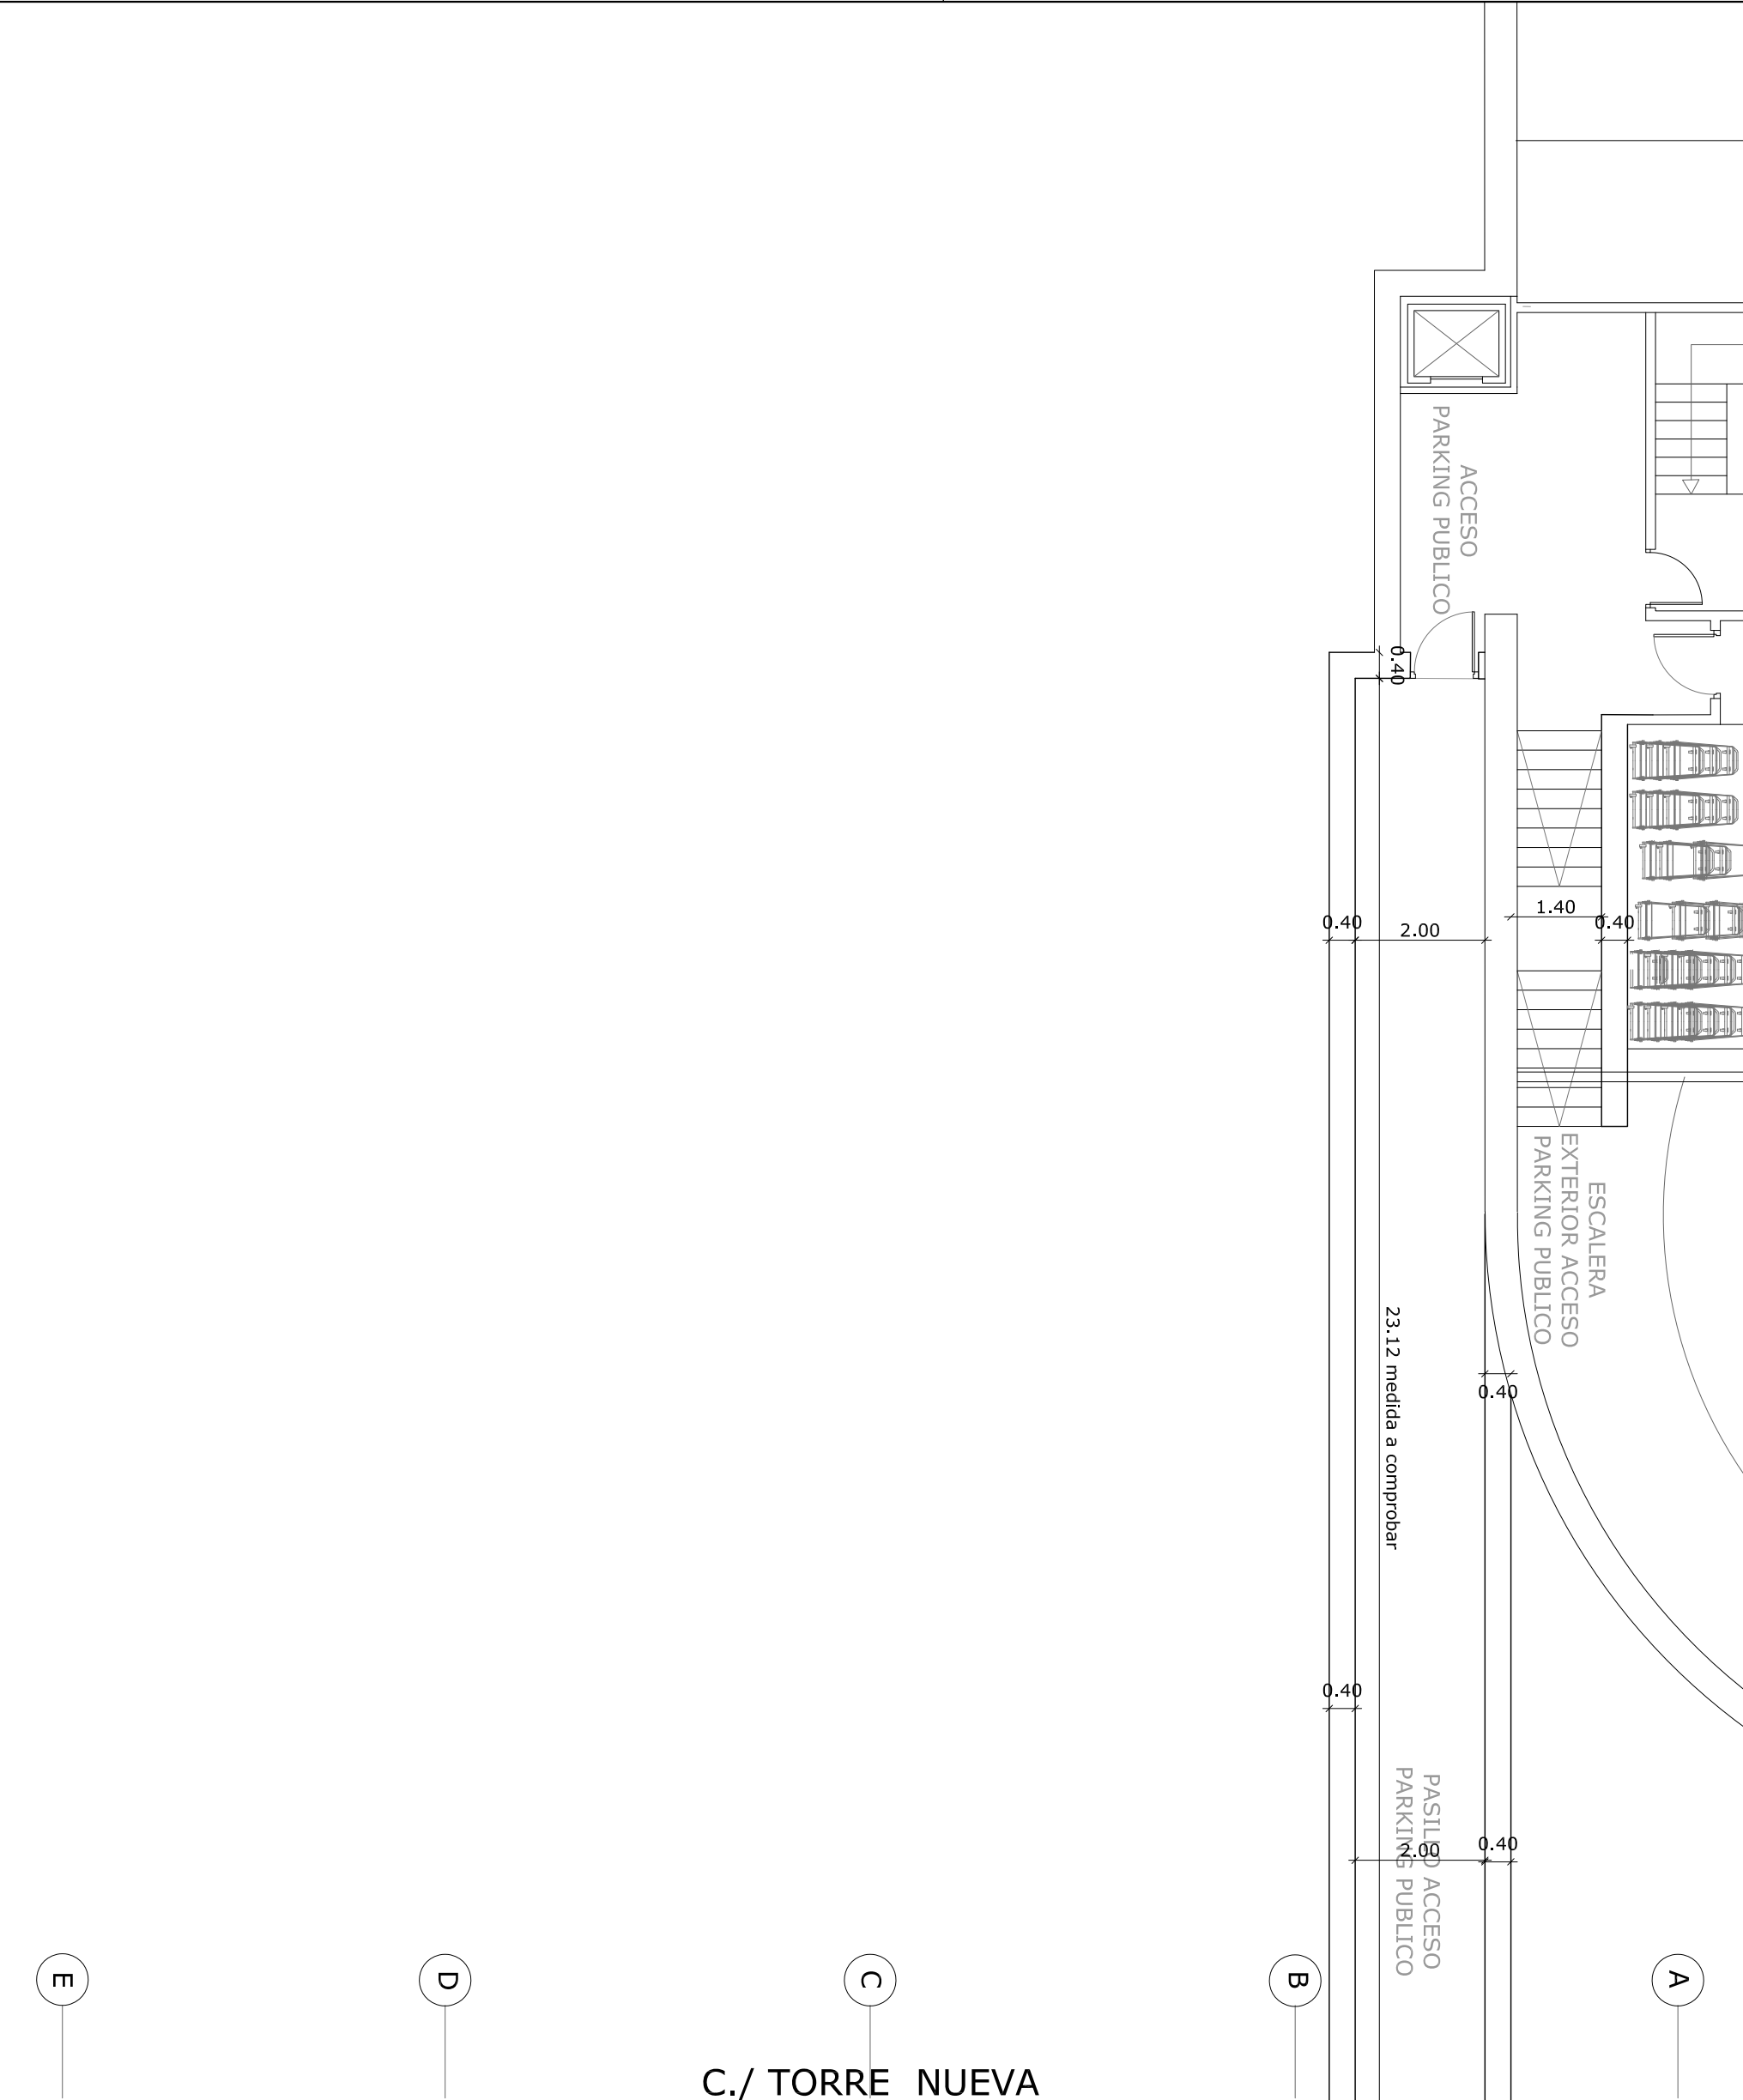 ACCESO
PARKING PUBLICO
0.40
0.40
2.00
1.40
0.40
ESCALERA
EXTERIOR ACCESO
PARKING PUBLICO
23.12 medida a comprobar
0.40
0.40
PASILLO ACCESO
PARKING PUBLICO
2.00
0.40
E
D
C
B
A
C./ TORRE NUEVA